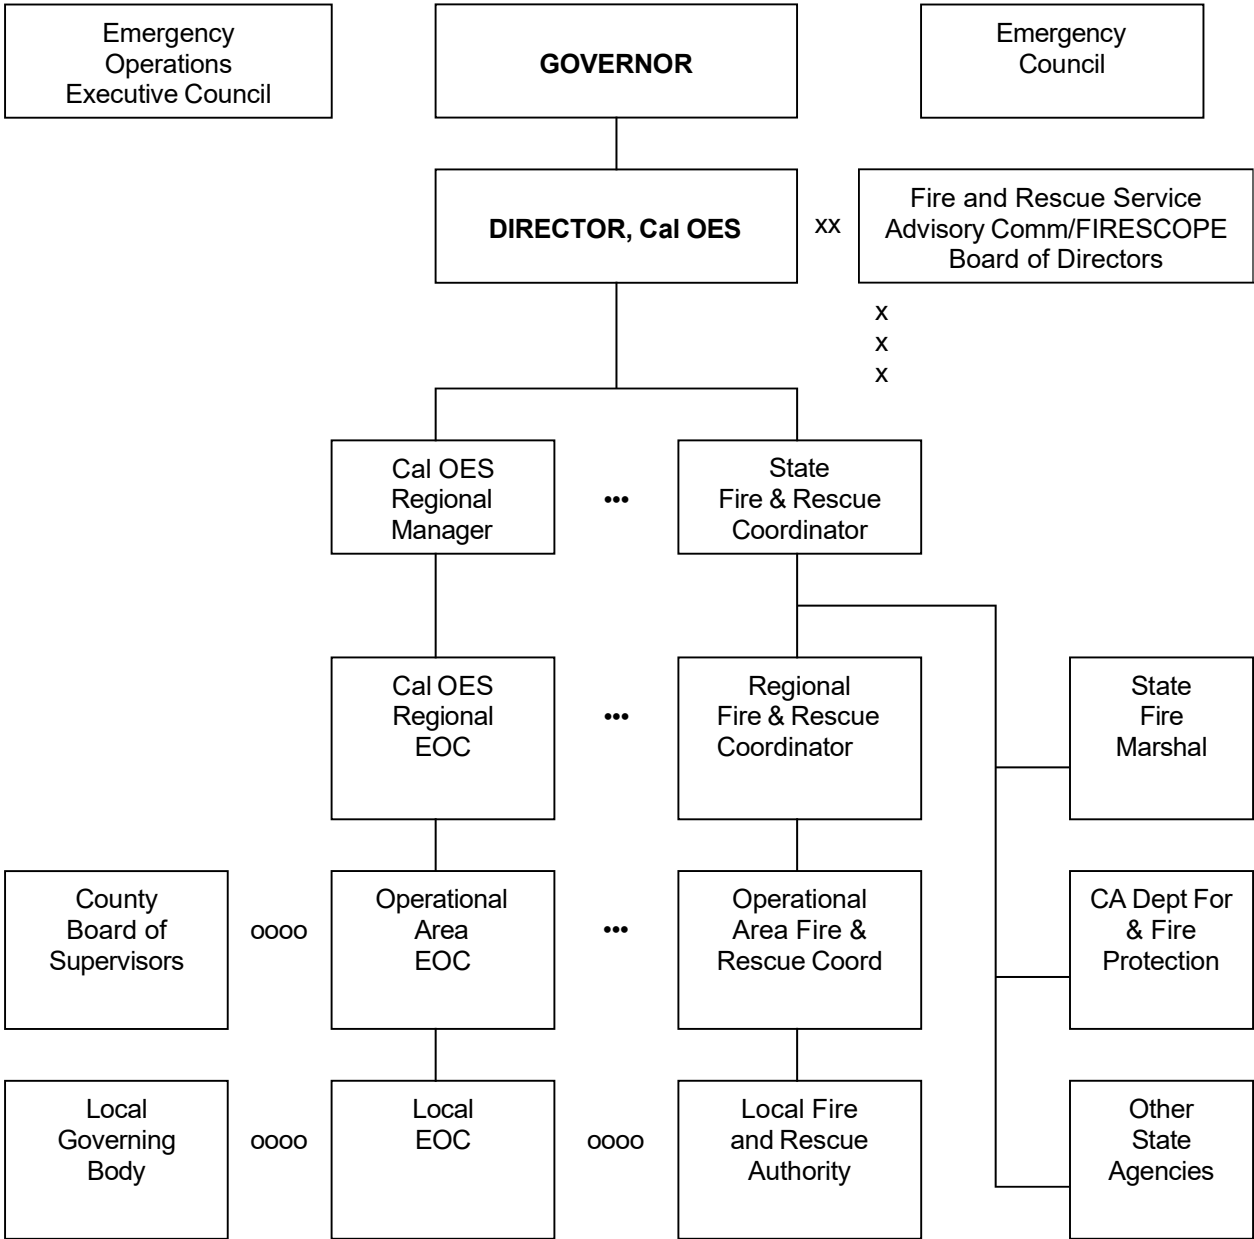 Emergency
Operations
Executive Council
GOVERNOR
Emergency
Council
DIRECTOR, Cal OES
xx
Fire and Rescue Service
Advisory Comm/FIRESCOPE
Board of Directors
x
x
x
Cal OES
Regional
Manager
•••
State
Fire & Rescue
Coordinator
Cal OES
Regional
EOC
•••
Regional
Fire & Rescue
Coordinator
State
Fire
Marshal
County
Board of
Supervisors
oooo
Operational
Area
EOC
•••
Operational
Area Fire &
Rescue Coord
CA Dept For
& Fire
Protection
Local
Governing
Body
oooo
Local
EOC
oooo
Local Fire
and Rescue
Authority
Other
State
Agencies